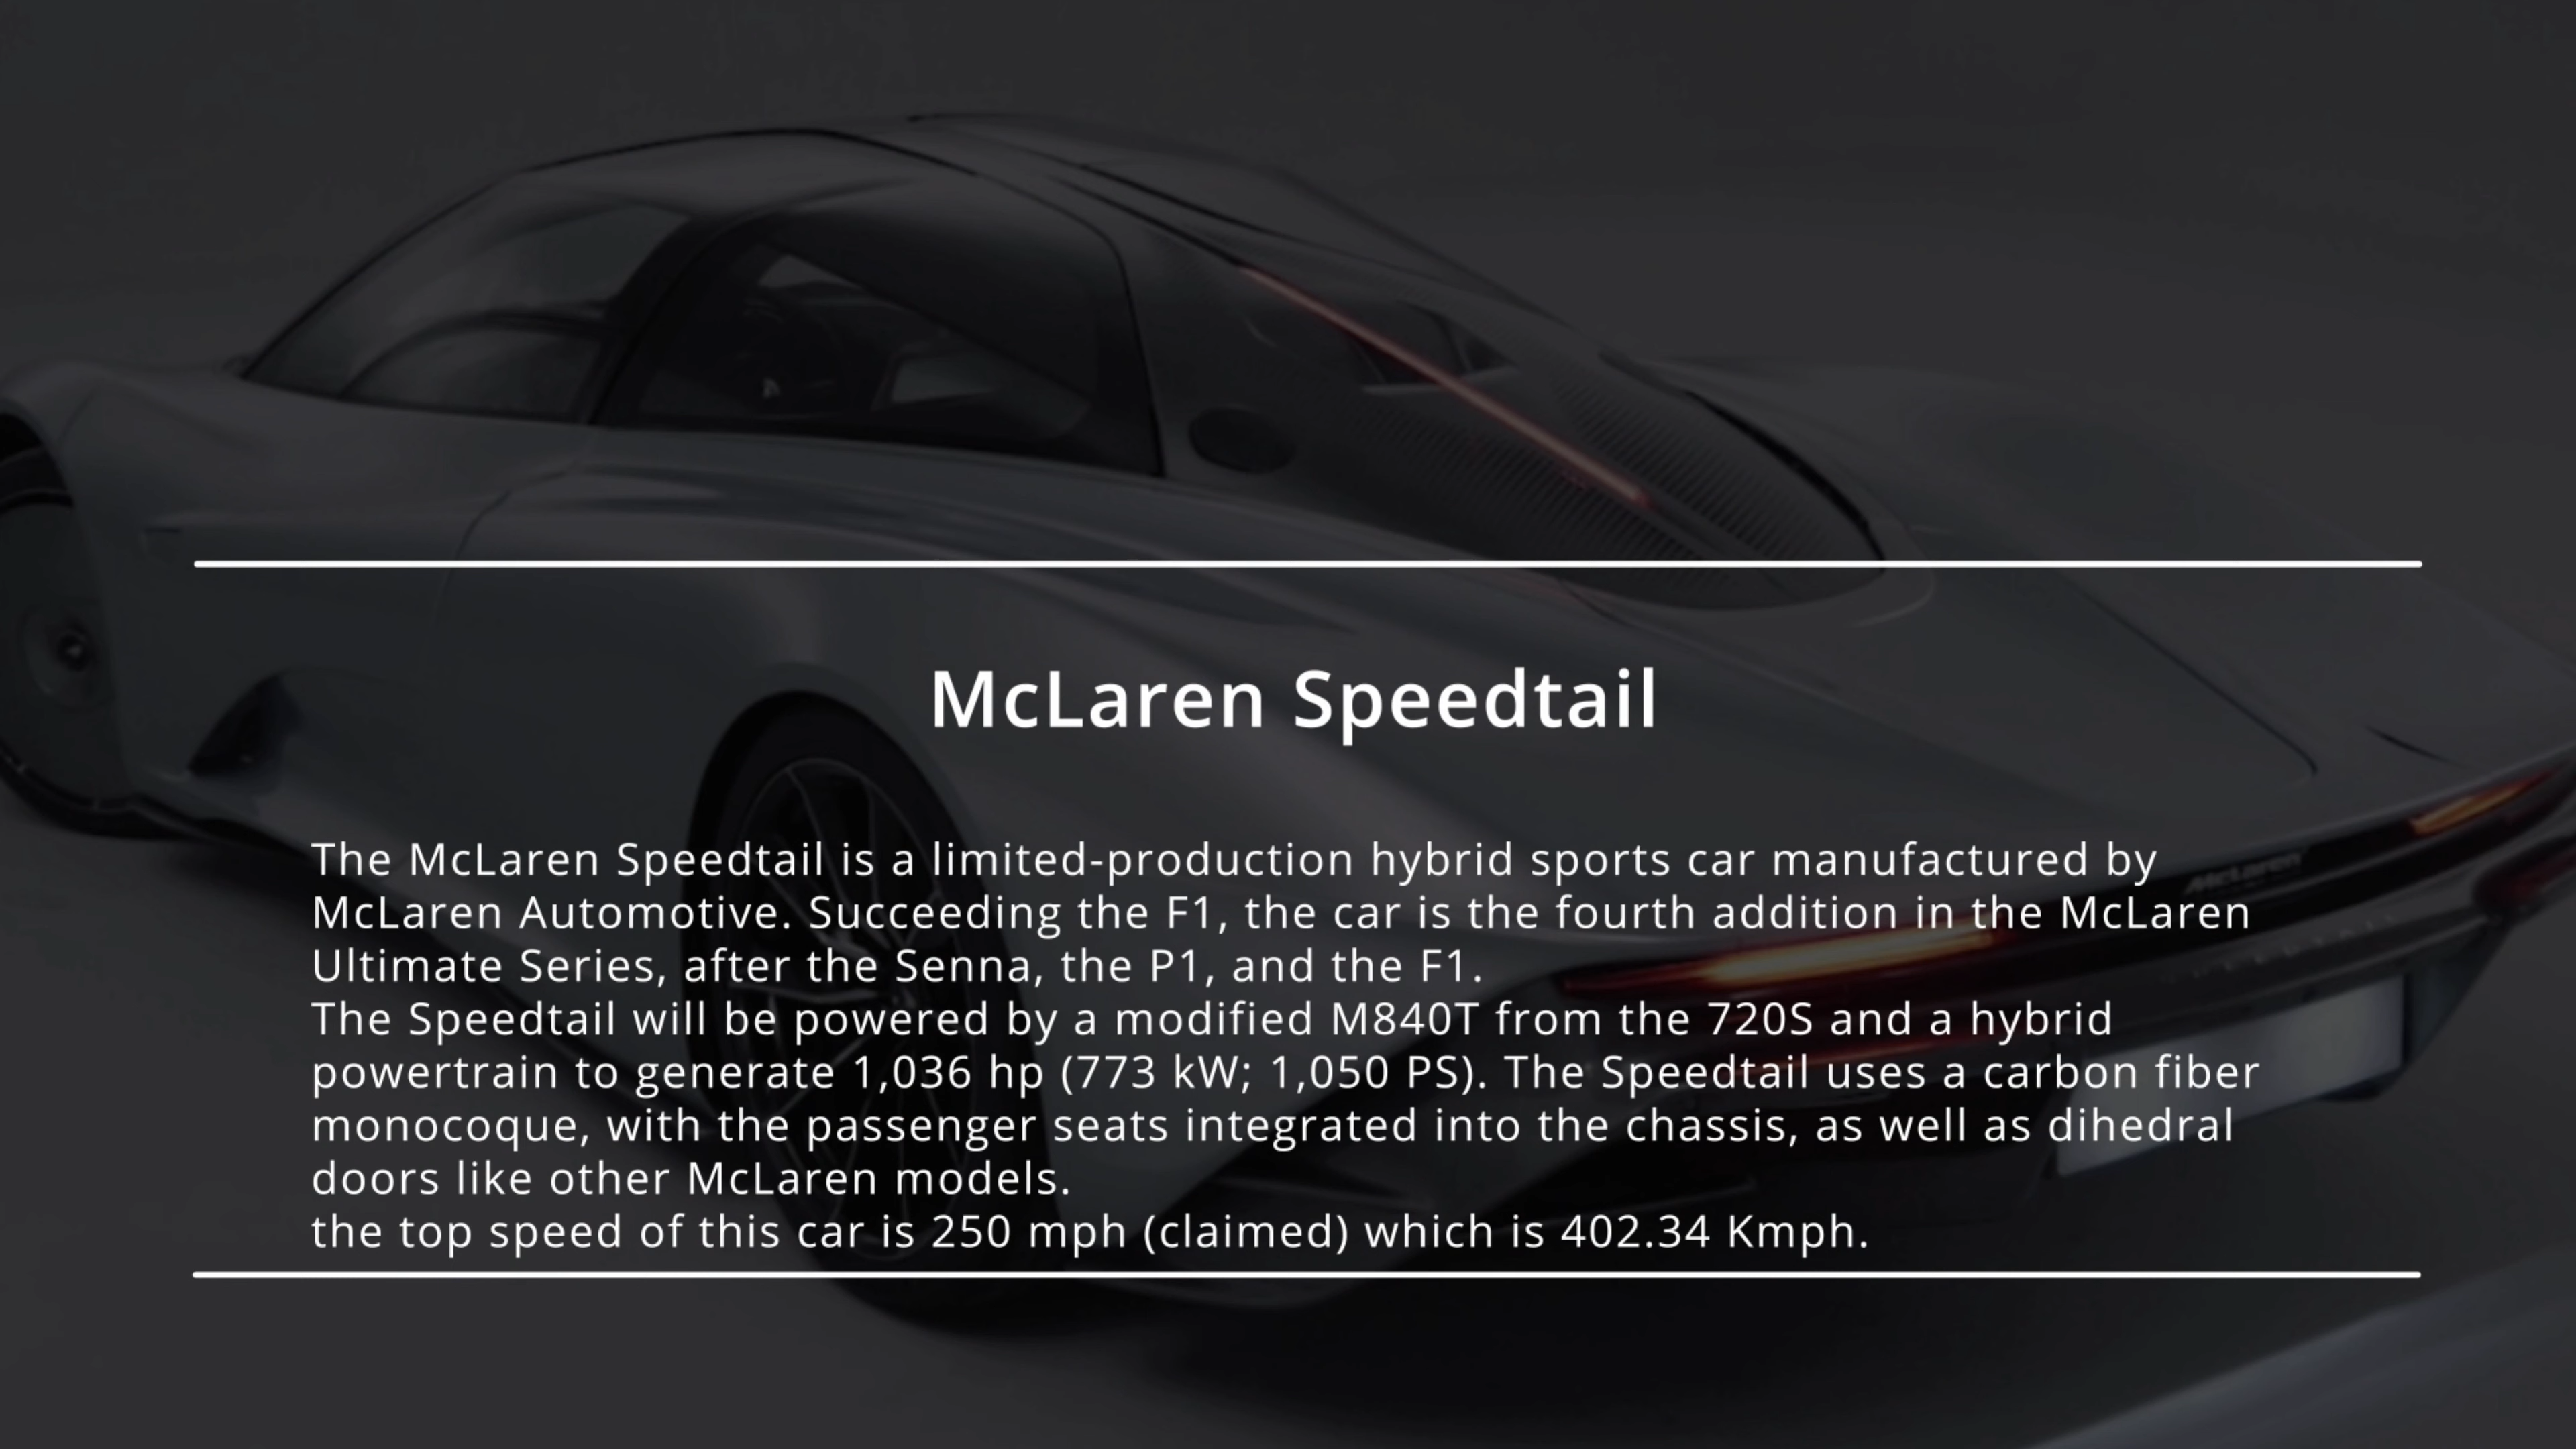 McLaren Speedtail
The McLaren Speedtail is a limited-production hybrid sports car manufactured by
McLaren Automotive. Succeeding the F1, the car is the fourth addition in the McLaren
Ultimate Series, after the Senna, the P1, and the F1.
The Speedtail will be powered by a modified M840T from the 720S and a hybrid
powertrain to generate 1,036 hp (773 kW; 1,050 PS). The Speedtail uses a carbon fiber
monocoque, with the passenger seats integrated into the chassis, as well as dihedral
doors like other McLaren models.
the top speed of this car is 250 mph (claimed) which is 402.34 Kmph.
McLaren